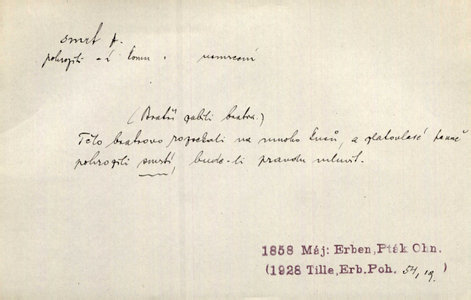 smrt f.
pohroziti -i komu
(Bratři zabili bratra.)
Tělo bratrovo rozsekali na mnoho kusů, a zlatovlasé panně
pohrozili smrtí, bude-li pravdu mluvit.
1858 Máj: Erben, Pták Ohn.
(1928 Tille, Erb. Poh. 54, 19.)